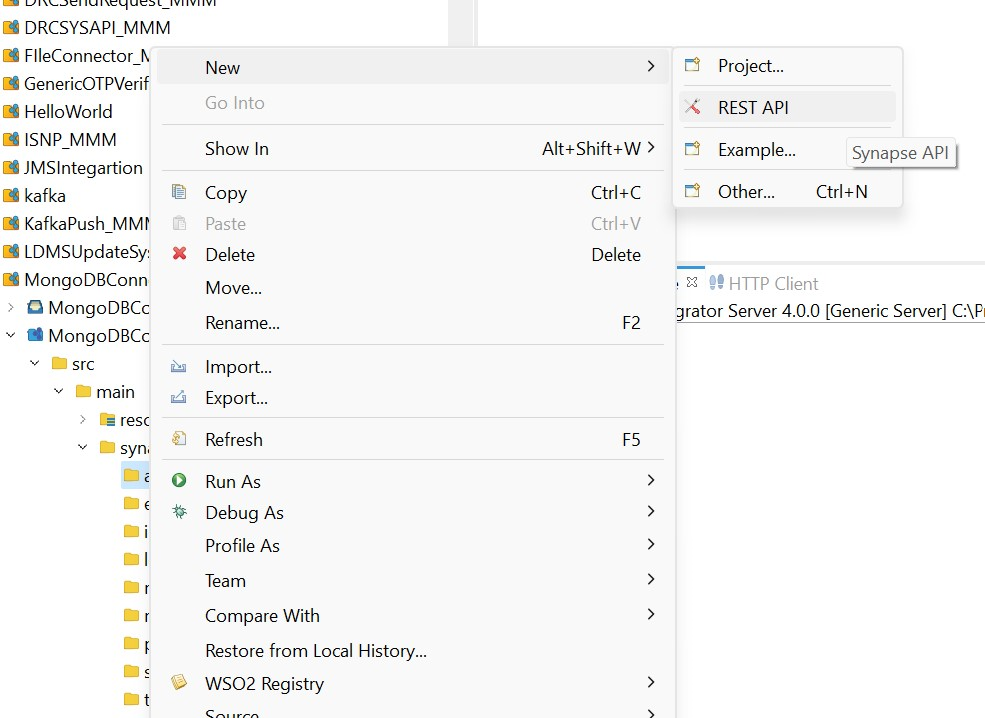 DRCSendRequest_MMM
DRCSYSAPI_MMM
FIleConnector_M
GenericOTPVerif
HelloWorld
ISNP_MMM
JMSIntegartion
kafka
KafkaPush_MMM
LDMSUpdateSys
MongoDBConn
MongoDBCo
MongoDBCo
src
main
reso
syna
New
Go Into
Show In Alt+Shift+W
Copy Ctrl+C
Paste Ctrl+V
Delete Delete
Move...
Rename... F2
Import...
Export...
Refresh F5
Run As
Debug As
Profile As
Team
Compare With
Restore from Local History...
WSO2 Registry
Source
Project...
REST API
Example...
Synapse API
Other... Ctrl+N
HTTP Client
grator Server 4.0.0 [Generic Server] C:\Pr